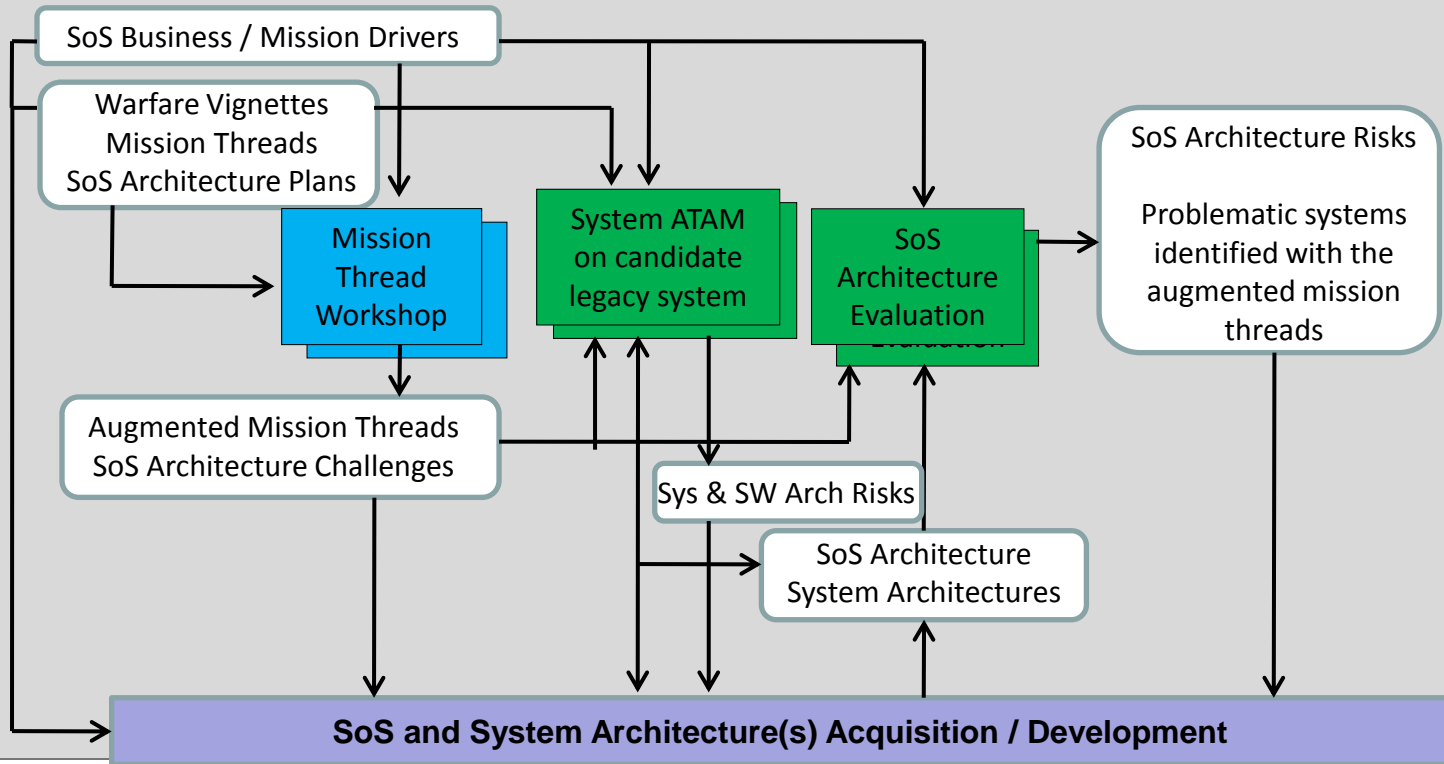 SoS Business / Mission Drivers
Warfare Vignettes
Mission Threads
SoS Architecture Plans
SoS Architecture Risks
Problematic systems
identified with the
augmented mission
threads
Mission
Thread
Workshop
System ATAM
on candidate
legacy system
SoS
Architecture
Evaluation
Evaluation
Augmented Mission Threads
SoS Architecture Challenges
Sys & SW Arch Risks
SoS Architecture
System Architectures
SoS and System Architecture(s) Acquisition / Development